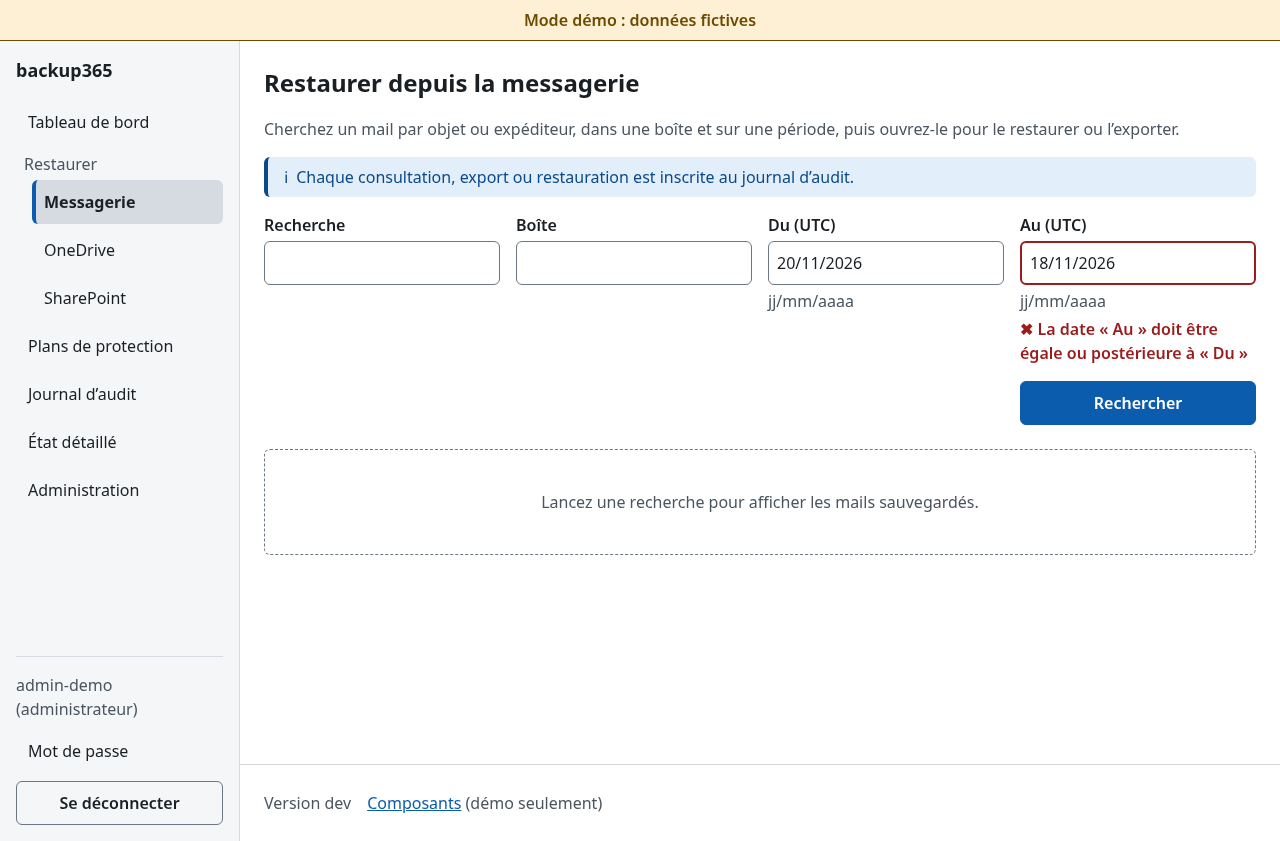 Mode démo : données fictives
backup365
Tableau de bord
Restaurer
Messagerie
OneDrive
SharePoint
Plans de protection
Journal d’audit
État détaillé
Administration
admin-demo
(administrateur)
Mot de passe
Se déconnecter
Restaurer depuis la messagerie
Cherchez un mail par objet ou expéditeur, dans une boîte et sur une période, puis ouvrez-le pour le restaurer ou l’exporter.
i Chaque consultation, export ou restauration est inscrite au journal d’audit.
Recherche
Boîte
Du (UTC)
20/11/2026
jj/mm/aaaa
Au (UTC)
18/11/2026
jj/mm/aaaa
✖ La date « Au » doit être
égale ou postérieure à « Du »
Rechercher
Lancez une recherche pour afficher les mails sauvegardés.
Version dev Composants (démo seulement)